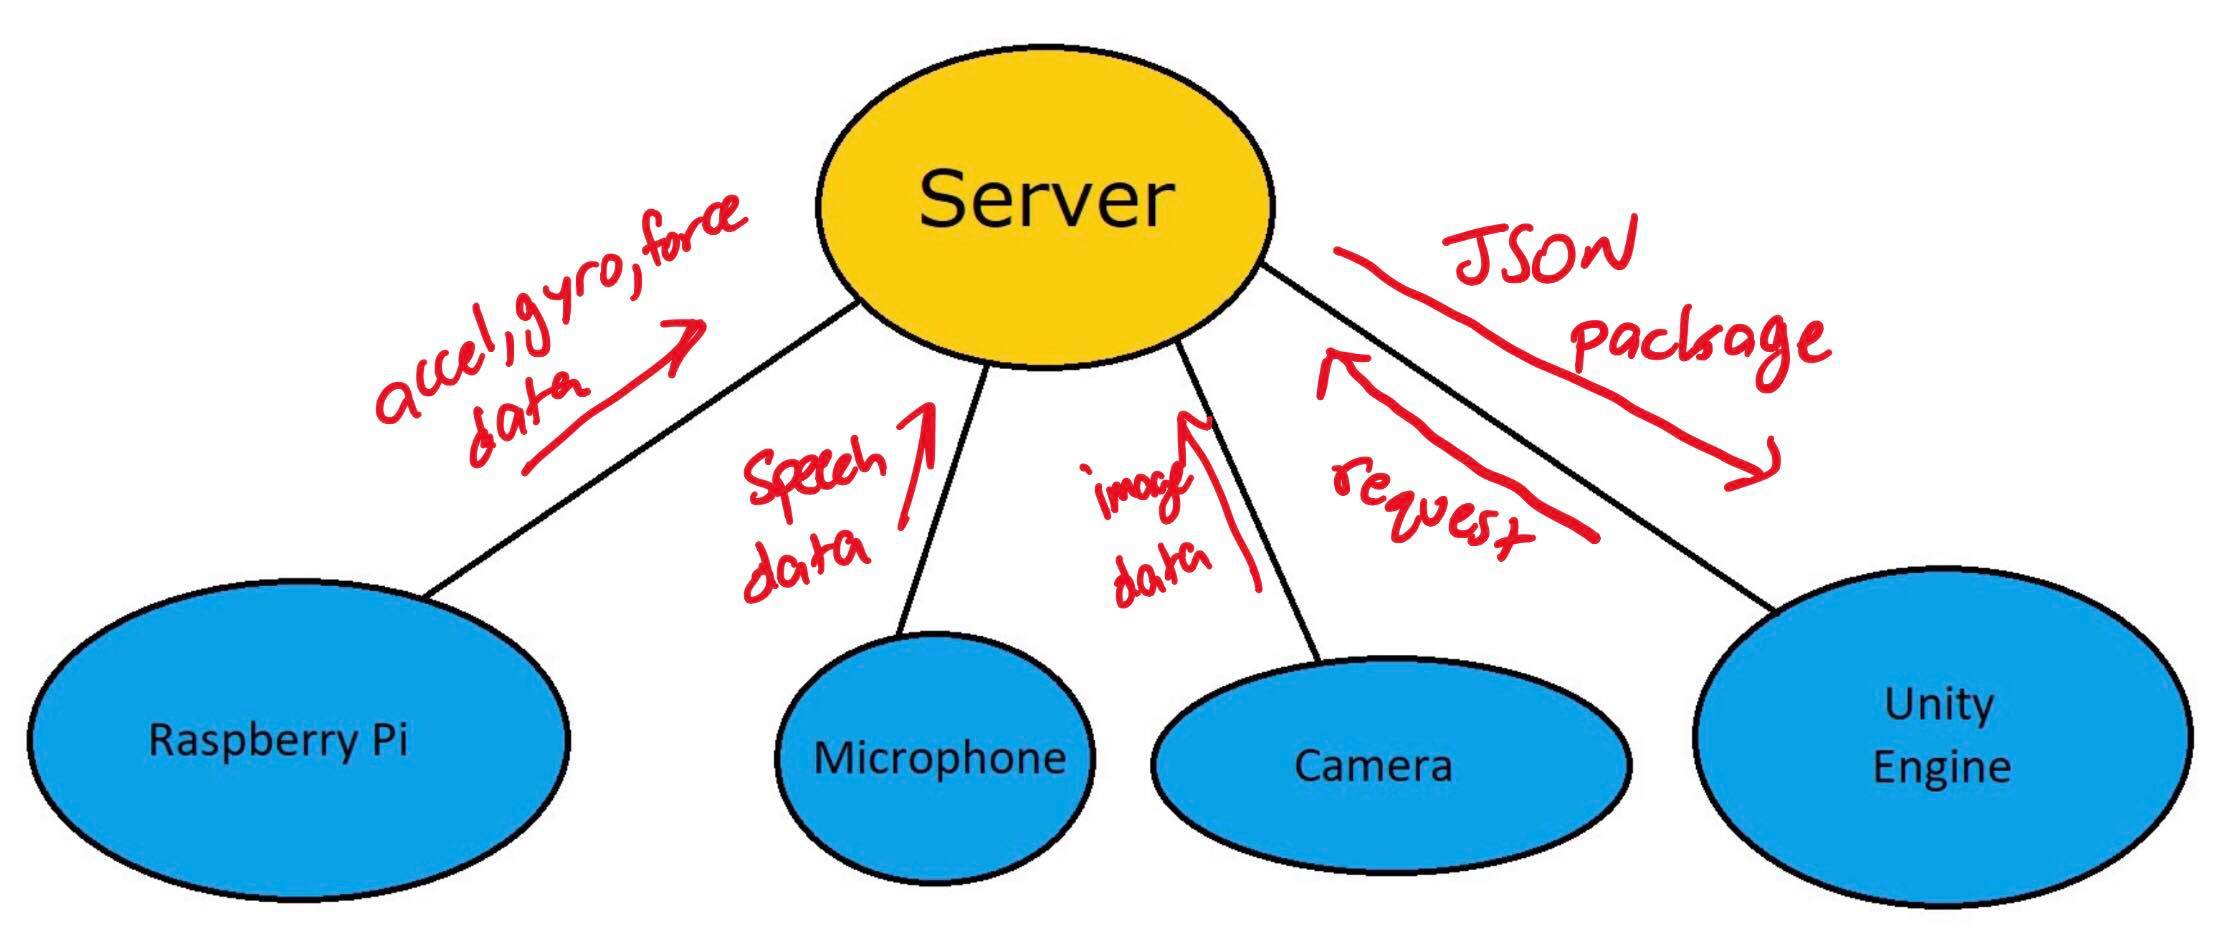 Server
accel, gyro, force
data
JSON
package
speech
data
image
data
request
Raspberry Pi
Microphone
Camera
Unity
Engine